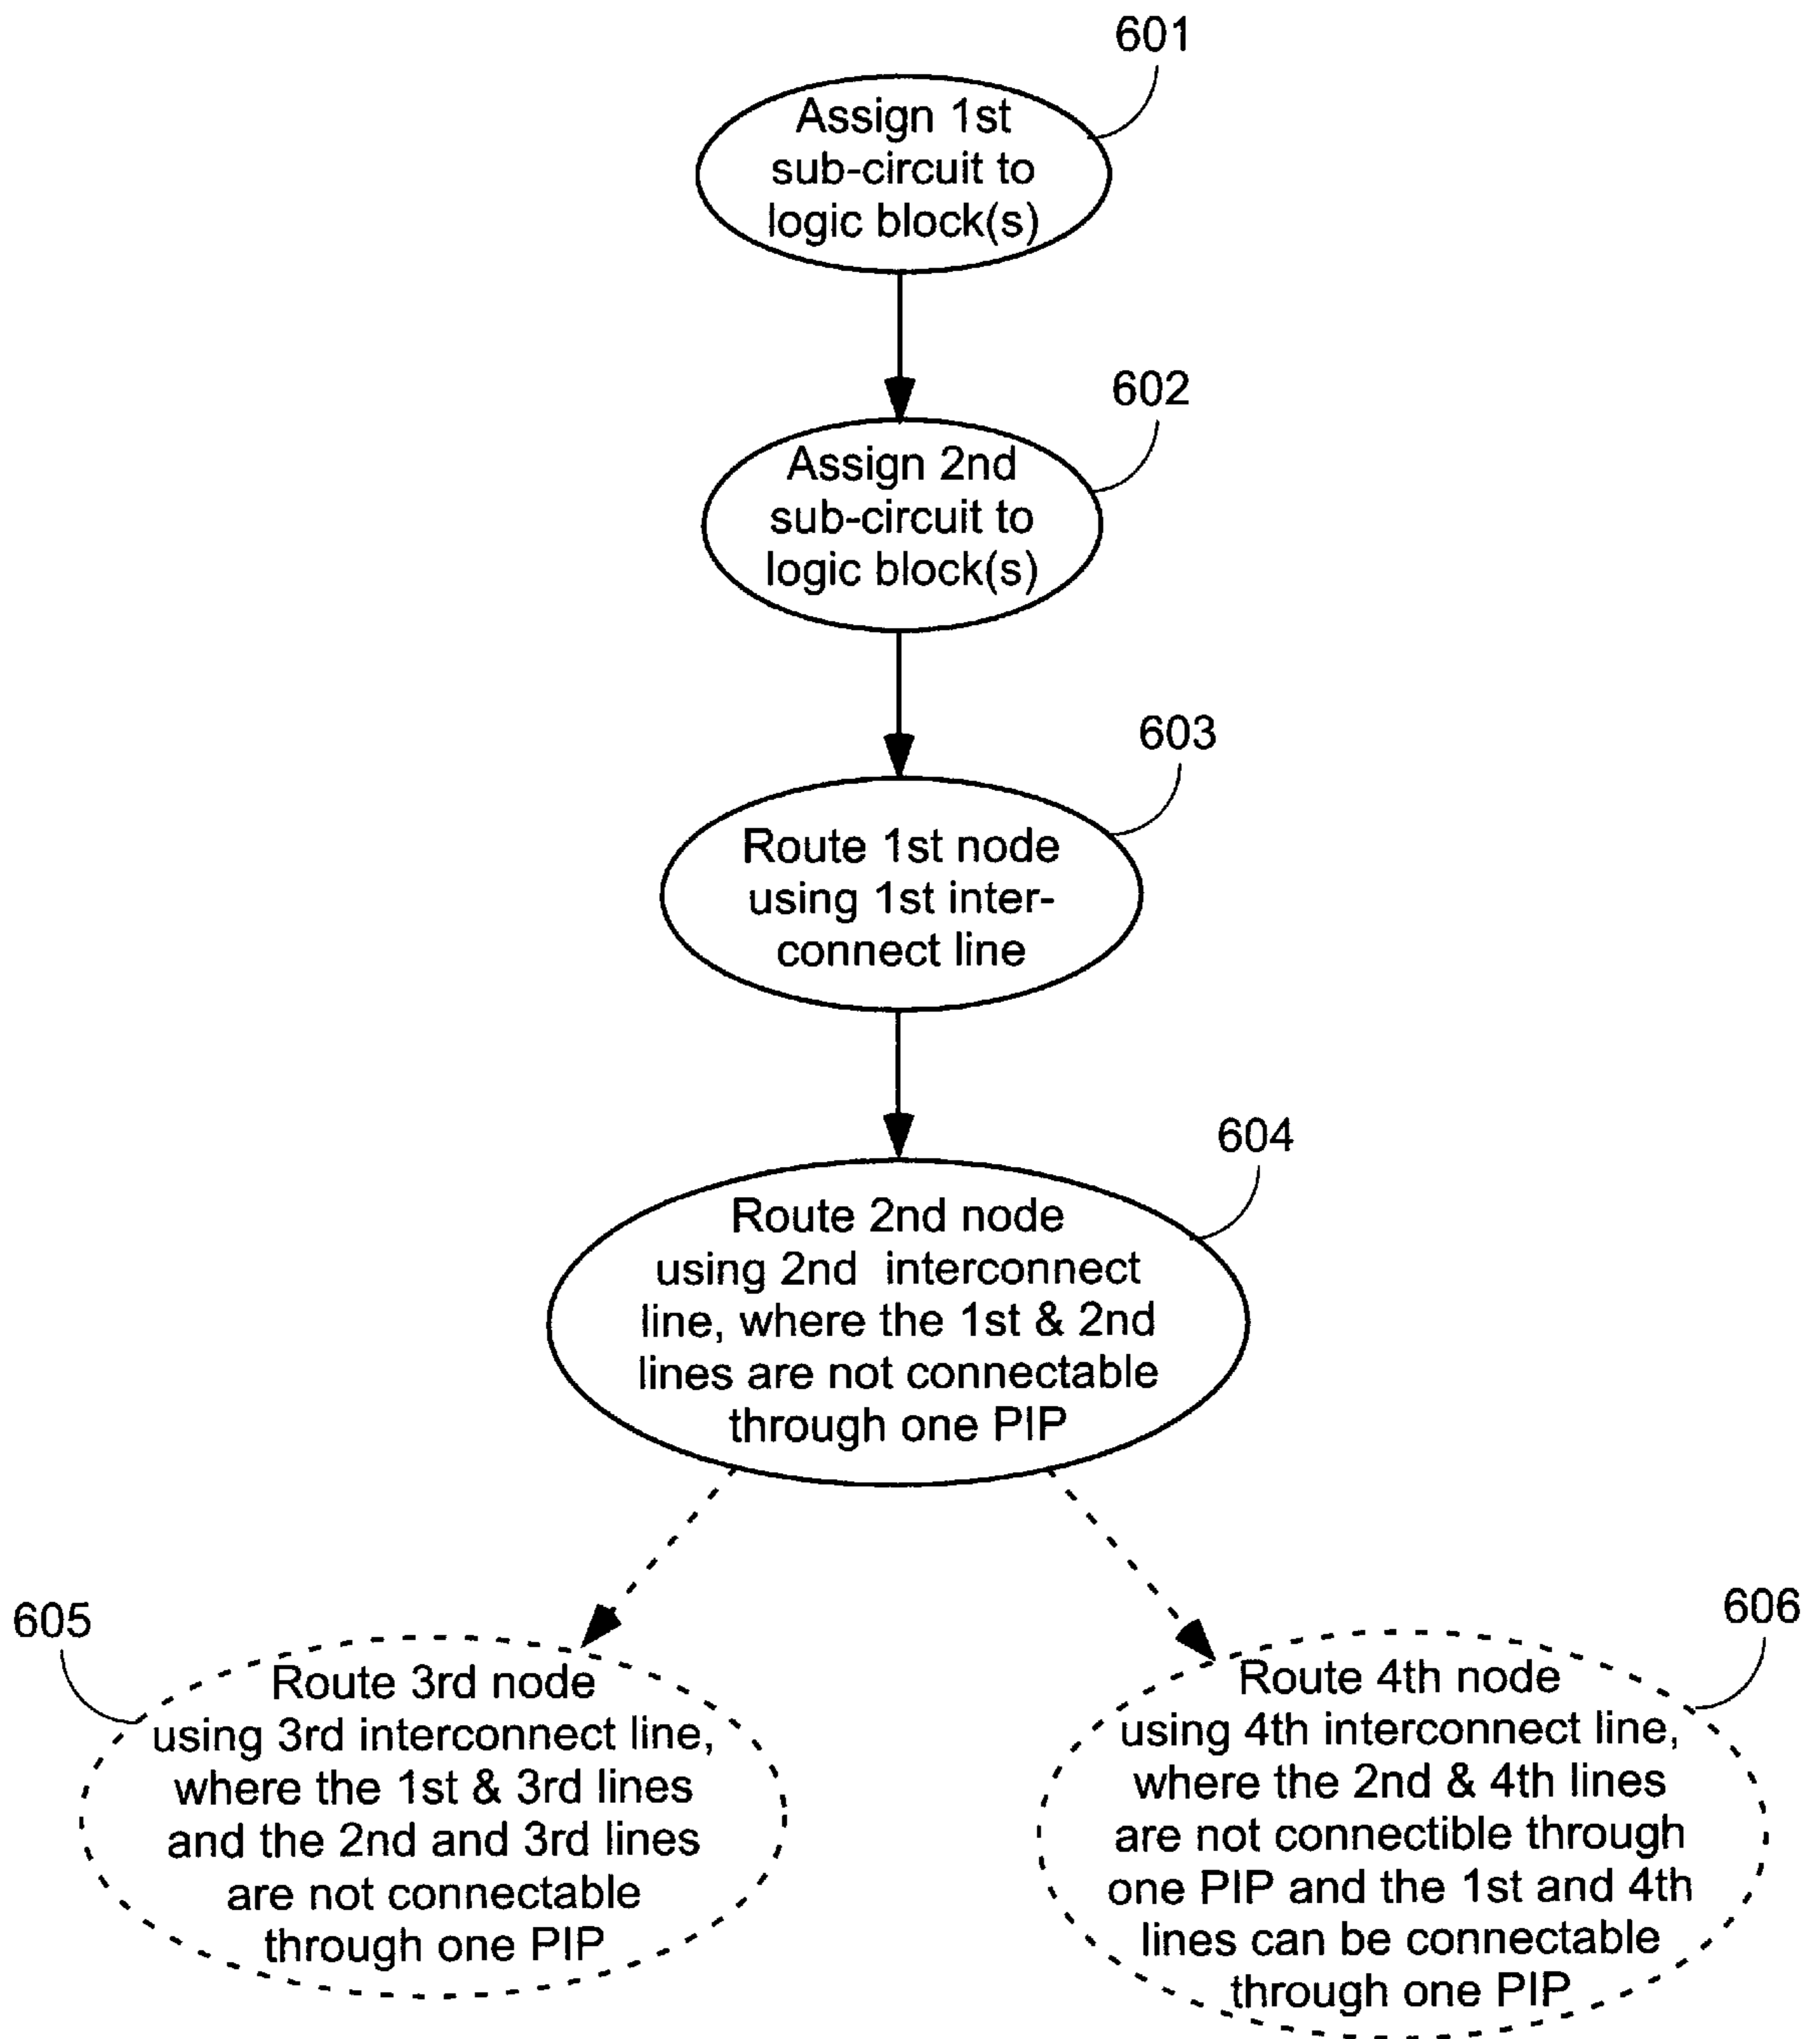 601
Assign 1st
sub-circuit to
logic block(s)
602
Assign 2nd
sub-circuit to
logic block(s)
603
Route 1st node
using 1st inter-
connect line
604
Route 2nd node
using 2nd interconnect
line, where the 1st & 2nd
lines are not connectable
through one PIP
605
Route 3rd node
using 3rd interconnect line,
where the 1st & 3rd lines
and the 2nd and 3rd lines
are not connectable
through one PIP
606
Route 4th node
using 4th interconnect line,
where the 2nd & 4th lines
are not connectible through
one PIP and the 1st and 4th
lines can be connectable
through one PIP